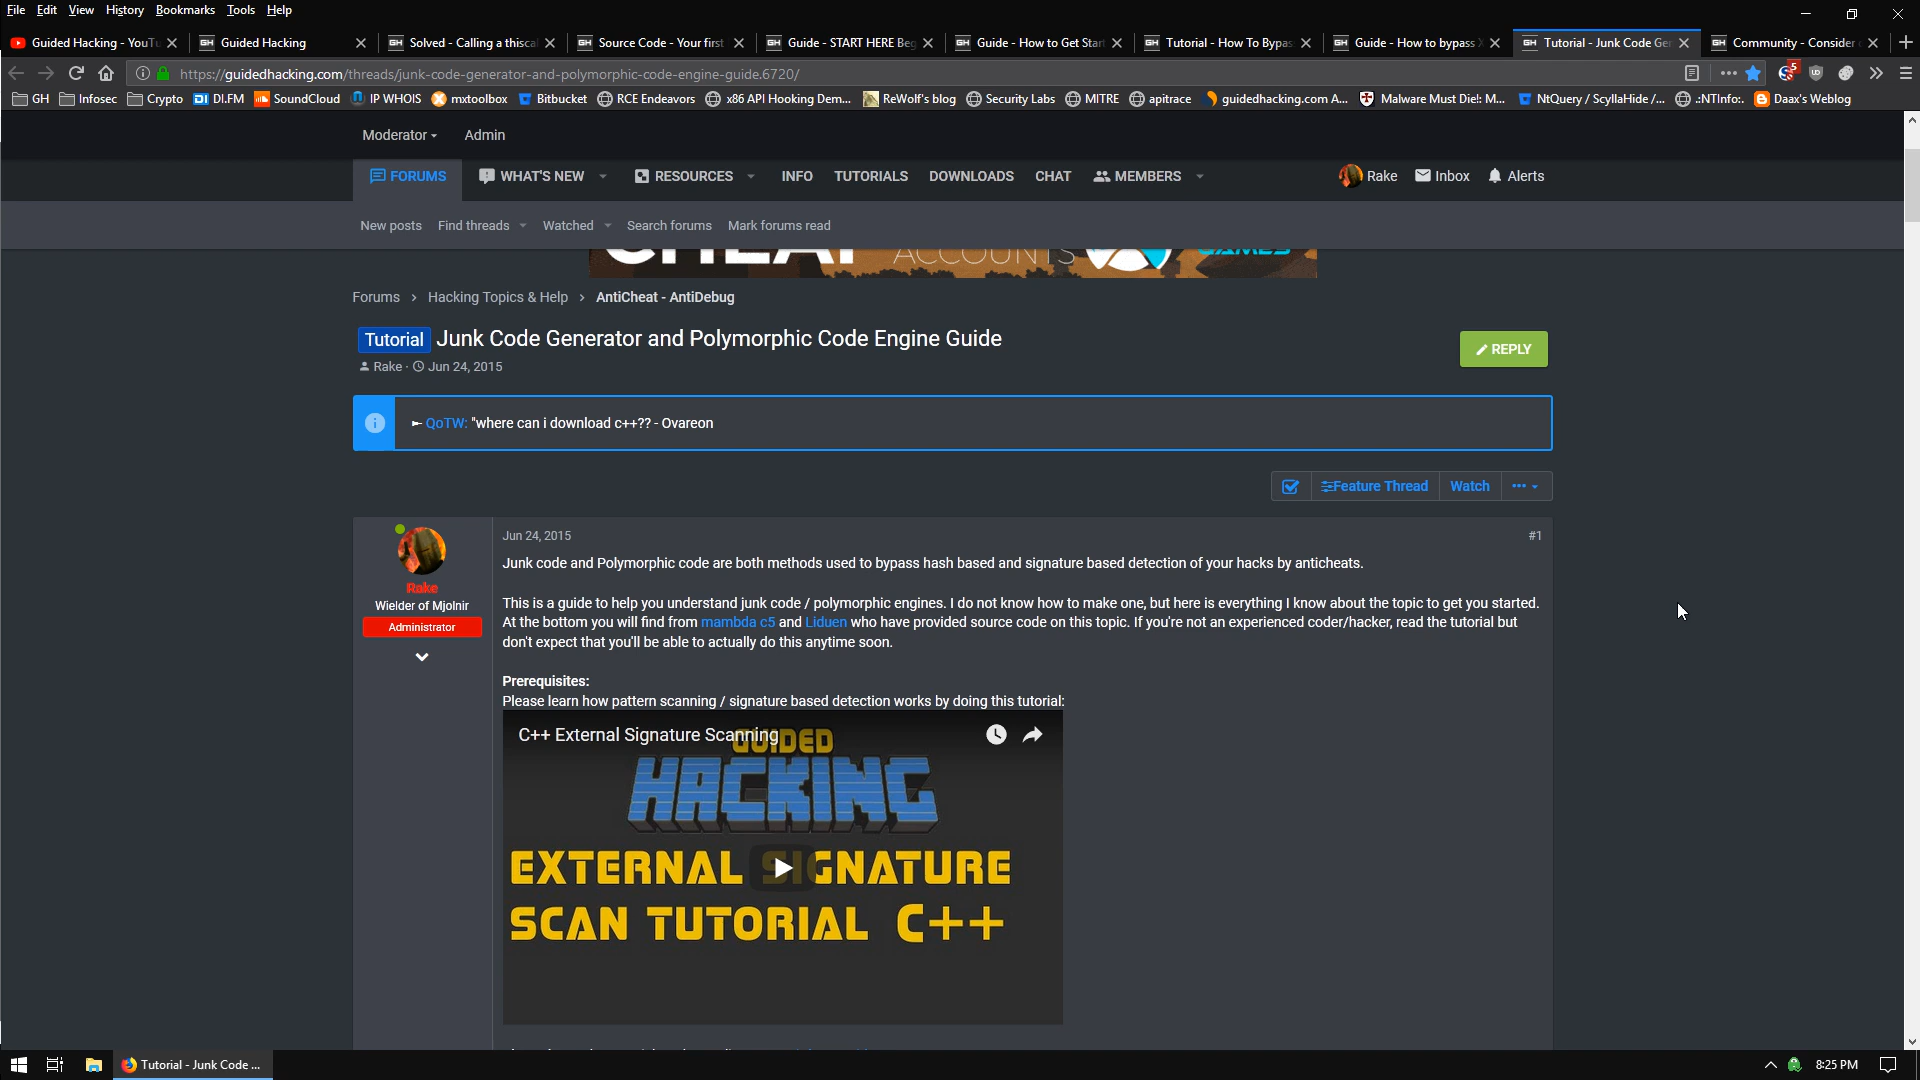 File Edit View History Bookmarks Tools Help
Guided Hacking - YouTu
Guided Hacking
Solved - Calling a thiscal
Source Code - Your first
Guide - START HERE Beg
Guide - How to Get Start
Tutorial - How To Bypas
Guide - How to bypass
Tutorial - Junk Code Gen
Community - Consider
https://guidedhacking.com/threads/junk-code-generator-and-polymorphic-code-engine-guide.6720/
5
GH Infosec Crypto DI.FM SoundCloud IP WHOIS mxtoolbox Bitbucket RCE Endeavors x86 API Hooking Dem... ReWolf's blog Security Labs MITRE apitrace guidedhacking.com A... Malware Must Die!: M... NtQuery / ScyllaHide /... .:NTInfo:. Daax's Weblog
Moderator Admin
FORUMS WHAT'S NEW RESOURCES INFO TUTORIALS DOWNLOADS CHAT MEMBERS Rake Inbox Alerts
New posts Find threads Watched Search forums Mark forums read
CHEAP ACCOUNTS GAMES
Forums › Hacking Topics & Help › AntiCheat - AntiDebug
Tutorial Junk Code Generator and Polymorphic Code Engine Guide
REPLY
Rake · Jun 24, 2015
► QoTW: "where can i download c++?? - Ovareon
Feature Thread Watch ···
Jun 24, 2015 #1
Rake
Wielder of Mjolnir
Administrator
Junk code and Polymorphic code are both methods used to bypass hash based and signature based detection of your hacks by anticheats.
This is a guide to help you understand junk code / polymorphic engines. I do not know how to make one, but here is everything I know about the topic to get you started.
At the bottom you will find from mambda c5 and Liduen who have provided source code on this topic. If you're not an experienced coder/hacker, read the tutorial but
don't expect that you'll be able to actually do this anytime soon.
Prerequisites:
Please learn how pattern scanning / signature based detection works by doing this tutorial:
C++ External Signature Scanning
GUIDED
HACKING
EXTERNAL SIGNATURE
SCAN TUTORIAL C++
Tutorial - Junk Code ...
8:25 PM